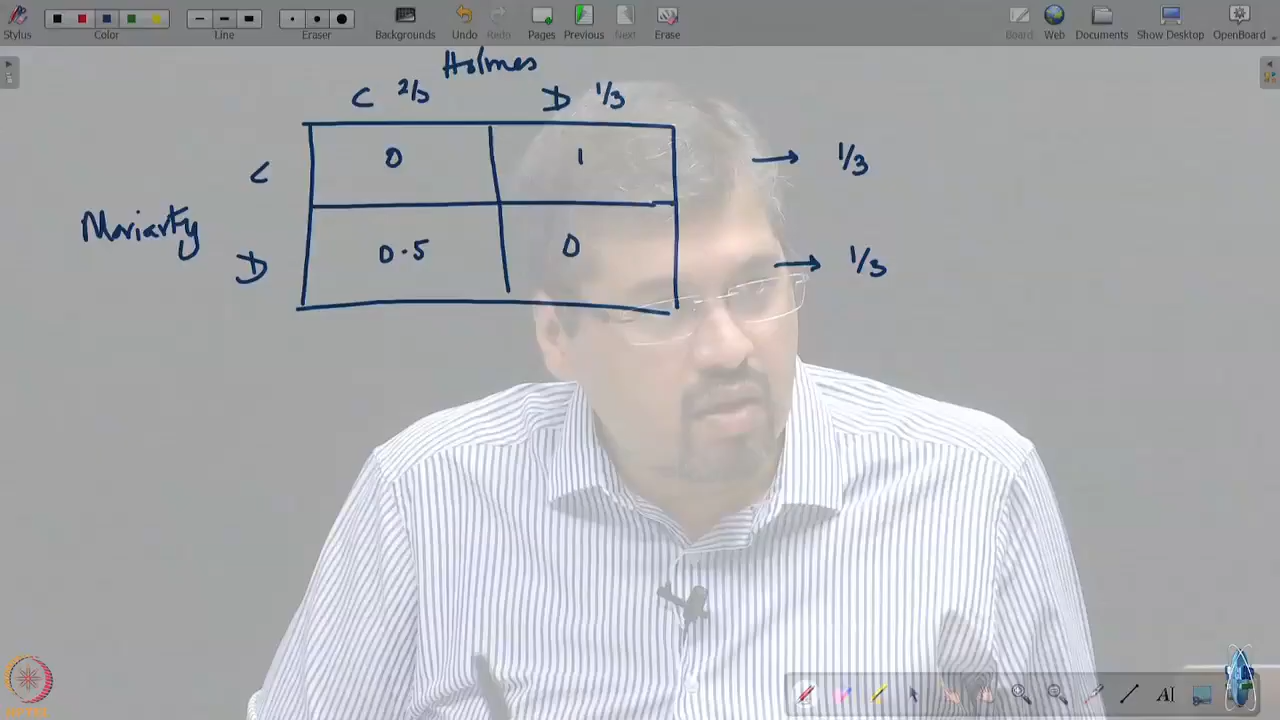 Stylus Color Line Eraser Backgrounds Undo Redo Pages Previous Next Erase Board Web Documents Show Desktop OpenBoard
Holmes
C 2/3 D 1/3
C 0 1 → 1/3
Moriarty
D 0.5 0 → 1/3